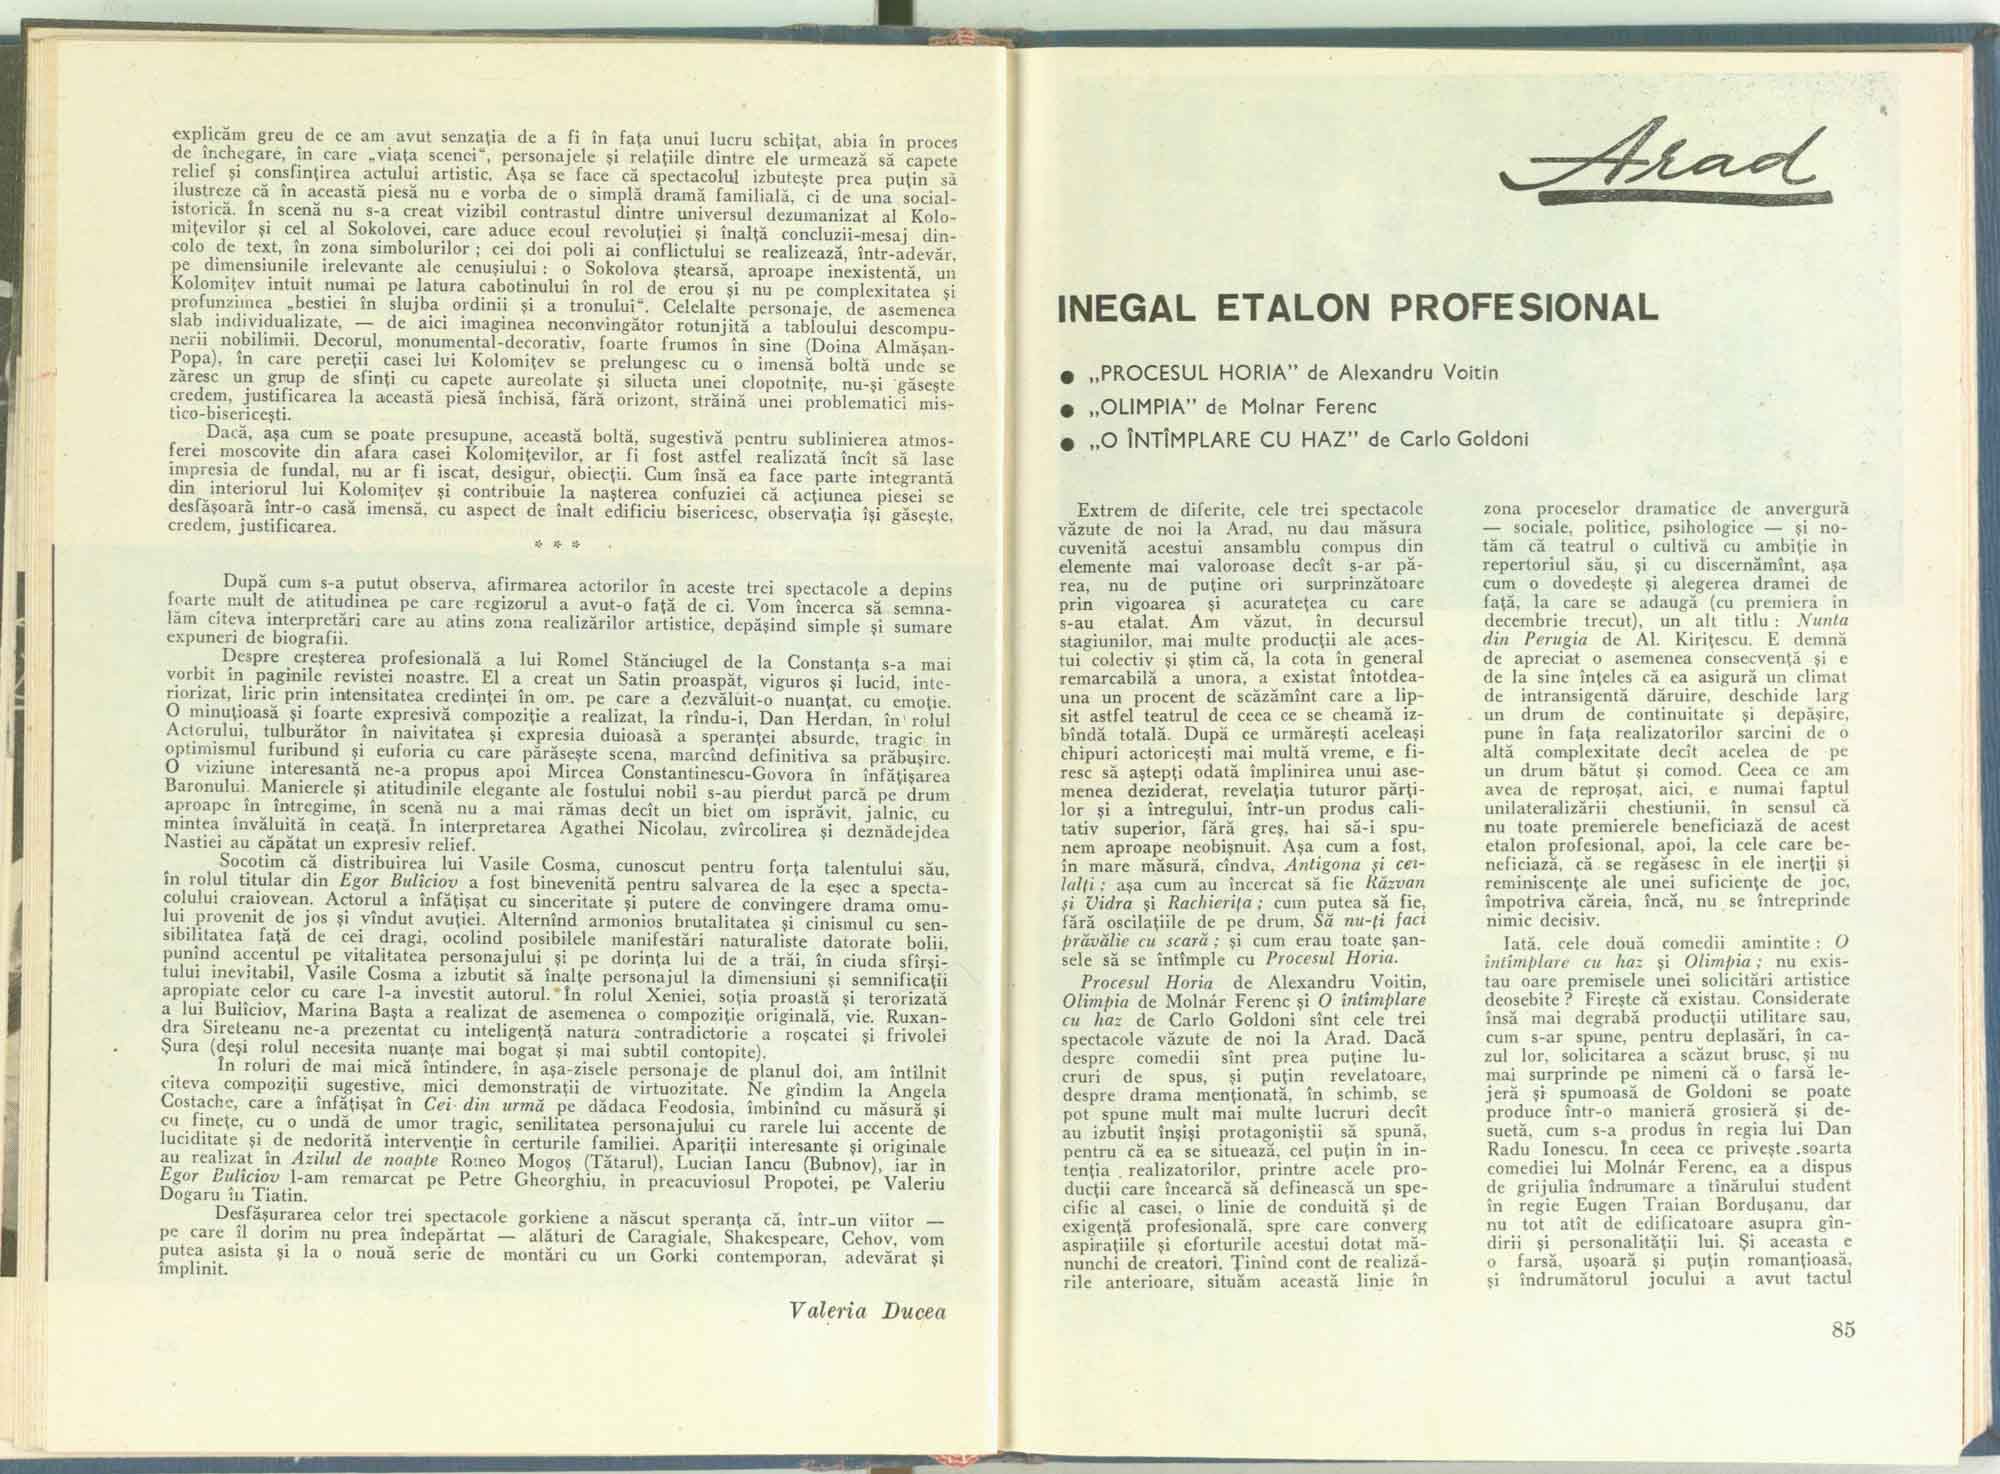 explicăm greu de ce am avut senzația de a fi în fața unui lucru schițat, abia în proces
de închegare, în care „viața scenei“, personajele și relațiile dintre ele urmează să capete
relief și consfințirea actului artistic. Așa se face că spectacolul izbutește prea puțin să
ilustreze că în această piesă nu e vorba de o simplă dramă familială, ci de una social-
istorică. În scenă nu s-a creat vizibil contrastul dintre universul dezumanizat al Kolo-
mițevilor și cel al Sokolovei, care aduce ecoul revoluției și înalță concluzii-mesaj din-
colo de text, în zona simbolurilor ; cei doi poli ai conflictului se realizează, într-adevăr,
pe dimensiunile irelevante ale cenușiului : o Sokolova ștearsă, aproape inexistentă, un
Kolomițev intuit numai pe latura cabotinului în rol de erou și nu pe complexitatea și
profunzimea „bestiei în slujba ordinii și a tronului“. Celelalte personaje, de asemenea
slab individualizate, — de aici imaginea neconvingător rotunjită a tabloului descompu-
nerii nobilimii. Decorul, monumental-decorativ, foarte frumos în sine (Doina Almășan-
Popa), în care pereții casei lui Kolomițev se prelungesc cu o imensă boltă unde se
zăresc un grup de sfinți cu capete aureolate și silueta unei clopotnițe, nu-și găsește
credem, justificarea la această piesă închisă, fără orizont, străină unei problematici mis-
tico-bisericești.
Dacă, așa cum se poate presupune, această boltă, sugestivă pentru sublinierea atmos-
ferei moscovite din afara casei Kolomițevilor, ar fi fost astfel realizată încît să lase
impresia de fundal, nu ar fi iscat, desigur, obiecții. Cum însă ea face parte integrantă
din interiorul lui Kolomițev și contribuie la nașterea confuziei că acțiunea piesei se
desfășoară într-o casă imensă, cu aspect de înalt edificiu bisericesc, observația își găsește,
credem, justificarea.
* * *
După cum s-a putut observa, afirmarea actorilor în aceste trei spectacole a depins
foarte mult de atitudinea pe care regizorul a avut-o față de ei. Vom încerca să semna-
lăm cîteva interpretări care au atins zona realizărilor artistice, depășind simple și sumare
expuneri de biografii.
Despre creșterea profesională a lui Romel Stănciugel de la Constanța s-a mai
vorbit în paginile revistei noastre. El a creat un Satin proaspăt, viguros și lucid, inte-
riorizat, liric prin intensitatea credinței în om, pe care a dezvăluit-o nuanțat, cu emoție.
O minuțioasă și foarte expresivă compoziție a realizat, la rîndu-i, Dan Herdan, în rolul
Actorului, tulburător în naivitatea și expresia duioasă a speranței absurde, tragic în
optimismul furibund și euforia cu care părăsește scena, marcînd definitiva sa prăbușire.
O viziune interesantă ne-a propus apoi Mircea Constantinescu-Govora în înfățișarea
Baronului. Manierele și atitudinile elegante ale fostului nobil s-au pierdut parcă pe drum
aproape în întregime, în scenă nu a mai rămas decît un biet om isprăvit, jalnic, cu
mintea învăluită în ceață. În interpretarea Agathei Nicolau, zvîrcolirea și deznădejdea
Nastiei au căpătat un expresiv relief.
Socotim că distribuirea lui Vasile Cosma, cunoscut pentru forța talentului său,
în rolul titular din Egor Bulîciov a fost binevenită pentru salvarea de la eșec a specta-
colului craiovean. Actorul a înfățișat cu sinceritate și putere de convingere drama omu-
lui provenit de jos și vîndut avuției. Alternînd armonios brutalitatea și cinismul cu sen-
sibilitatea față de cei dragi, ocolind posibilele manifestări naturaliste datorate bolii,
punînd accentul pe vitalitatea personajului și pe dorința lui de a trăi, în ciuda sfîrși-
tului inevitabil, Vasile Cosma a izbutit să înalțe personajul la dimensiuni și semnificații
apropiate celor cu care l-a investit autorul. În rolul Xeniei, soția proastă și terorizată
a lui Bulîciov, Marina Bașta a realizat de asemenea o compoziție originală, vie. Ruxan-
dra Sireteanu ne-a prezentat cu inteligență natura contradictorie a roșcatei și frivolei
Șura (deși rolul necesita nuanțe mai bogat și mai subtil contopite).
În roluri de mai mică întindere, în așa-zisele personaje de planul doi, am întîlnit
cîteva compoziții sugestive, mici demonstrații de virtuozitate. Ne gîndim la Angela
Costache, care a înfățișat în Cei din urmă pe dădaca Feodosia, îmbinînd cu măsură și
cu finețe, cu o undă de umor tragic, senilitatea personajului cu rarele lui accente de
luciditate și de nedorită intervenție în certurile familiei. Apariții interesante și originale
au realizat în Azilul de noapte Romeo Mogoș (Tătarul), Lucian Iancu (Bubnov), iar în
Egor Bulîciov l-am remarcat pe Petre Gheorghiu, în preacuviosul Propotei, pe Valeriu
Dogaru în Tiatin.
Desfășurarea celor trei spectacole gorkiene a născut speranța că, într-un viitor —
pe care îl dorim nu prea îndepărtat — alături de Caragiale, Shakespeare, Cehov, vom
putea asista și la o nouă serie de montări cu un Gorki contemporan, adevărat și
împlinit.
Valeria Ducea
Arad
INEGAL ETALON PROFESIONAL
● „PROCESUL HORIA” de Alexandru Voitin
● „OLIMPIA” de Molnar Ferenc
● „O ÎNTÎMPLARE CU HAZ” de Carlo Goldoni
Extrem de diferite, cele trei spectacole
văzute de noi la Arad, nu dau măsura
cuvenită acestui ansamblu compus din
elemente mai valoroase decît s-ar pă-
rea, nu de puține ori surprinzătoare
prin vigoarea și acuratețea cu care
s-au etalat. Am văzut, în decursul
stagiunilor, mai multe producții ale aces-
tui colectiv și știm că, la cota în general
remarcabilă a unora, a existat întotdea-
una un procent de scăzămînt care a lip-
sit astfel teatrul de ceea ce se cheamă iz-
bîndă totală. După ce urmărești aceleași
chipuri actoricești mai multă vreme, e fi-
resc să aștepți odată împlinirea unui ase-
menea deziderat, revelația tuturor părți-
lor și a întregului, într-un produs cali-
tativ superior, fără greș, hai să-i spu-
nem aproape neobișnuit. Așa cum a fost,
în mare măsură, cîndva, Antigona și cei-
lalți ; așa cum au încercat să fie Răzvan
și Vidra și Rachierița ; cum putea să fie,
fără oscilațiile de pe drum, Să nu-ți faci
prăvălie cu scară ; și cum erau toate șan-
sele să se întîmple cu Procesul Horia.
Procesul Horia de Alexandru Voitin,
Olimpia de Molnár Ferenc și O întîmplare
cu haz de Carlo Goldoni sînt cele trei
spectacole văzute de noi la Arad. Dacă
despre comedii sînt prea puține lu-
cruri de spus, și puțin revelatoare,
despre drama menționată, în schimb, se
pot spune mult mai multe lucruri decît
au izbutit înșiși protagoniștii să spună,
pentru că ea se situează, cel puțin în in-
tenția realizatorilor, printre acele pro-
ducții care încearcă să definească un spe-
cific al casei, o linie de conduită și de
exigență profesională, spre care converg
aspirațiile și eforturile acestui dotat mă-
nunchi de creatori. Ținînd cont de realiză-
rile anterioare, situăm această linie în
zona proceselor dramatice de anvergură
— sociale, politice, psihologice — și no-
tăm că teatrul o cultivă cu ambiție în
repertoriul său, și cu discernămînt, așa
cum o dovedește și alegerea dramei de
față, la care se adaugă (cu premiera în
decembrie trecut), un alt titlu : Nunta
din Perugia de Al. Kirițescu. E demnă
de apreciat o asemenea consecvență și e
de la sine înțeles că ea asigură un climat
de intransigentă dăruire, deschide larg
un drum de continuitate și depășire,
pune în fața realizatorilor sarcini de o
altă complexitate decît acelea de pe
un drum bătut și comod. Ceea ce am
avea de reproșat, aici, e numai faptul
unilateralizării chestiunii, în sensul că
nu toate premierele beneficiază de acest
etalon profesional, apoi, la cele care be-
neficiază, că se regăsesc în ele inerții și
reminiscențe ale unei suficiențe de joc,
împotriva căreia, încă, nu se întreprinde
nimic decisiv.
Iată, cele două comedii amintite : O
întîmplare cu haz și Olimpia ; nu exis-
tau oare premisele unei solicitări artistice
deosebite ? Firește că existau. Considerate
însă mai degrabă producții utilitare sau,
cum s-ar spune, pentru deplasări, în ca-
zul lor, solicitarea a scăzut brusc, și nu
mai surprinde pe nimeni că o farsă le-
jeră și spumoasă de Goldoni se poate
produce într-o manieră grosieră și de-
suetă, cum s-a produs în regia lui Dan
Radu Ionescu. În ceea ce privește soarta
comediei lui Molnár Ferenc, ea a dispus
de grijulia îndrumare a tînărului student
în regie Eugen Traian Bordușanu, dar
nu tot atît de edificatoare asupra gîn-
dirii și personalității lui. Și aceasta e
o farsă, ușoară și puțin romanțioasă,
și îndrumătorul jocului a avut tactul
85